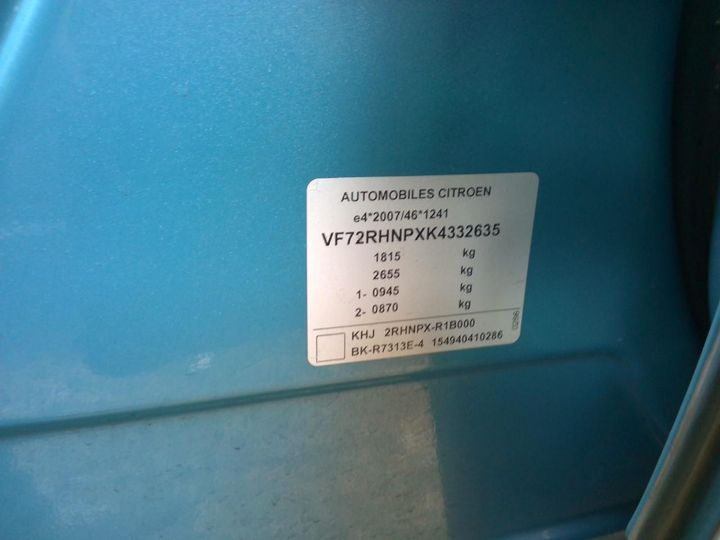 AUTOMOBILES CITROEN
e4*2007/46*1241
VF72RHNPXK4332635
1815 kg
2655 kg
1- 0945 kg
2- 0870 kg
KHJ 2RHNPX-R1B000
BK-R7313E-4 154940410286